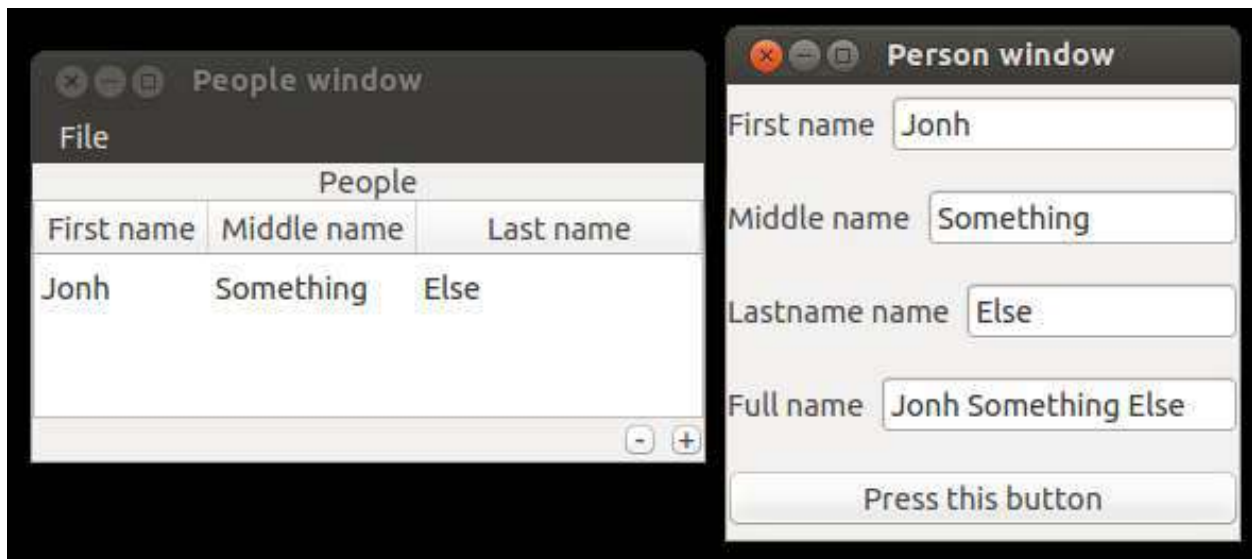 People window
File
People
First name Middle name Last name
Jonh Something Else
- +
Person window
First name Jonh
Middle name Something
Lastname name Else
Full name Jonh Something Else
Press this button